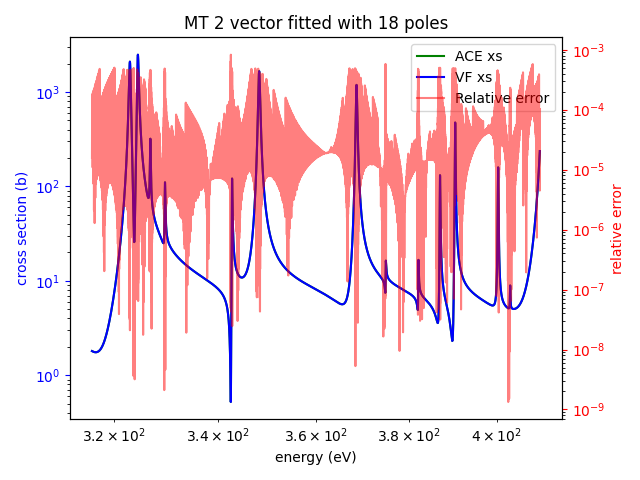 MT 2 vector fitted with 18 poles
ACE xs
VF xs
Relative error
cross section (b)
10³
10²
10¹
10⁰
10⁻³
10⁻⁴
10⁻⁵
10⁻⁶
10⁻⁷
10⁻⁸
10⁻⁹
relative error
3.2 × 10² 3.4 × 10² 3.6 × 10² 3.8 × 10² 4 × 10²
energy (eV)